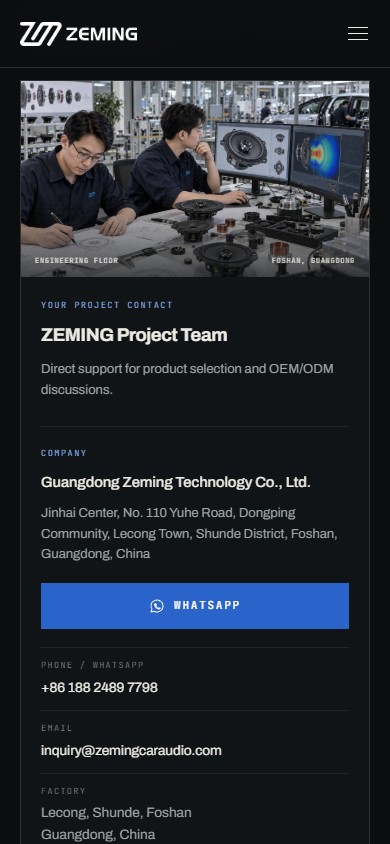 ZEMING
ENGINEERING FLOOR
FOSHAN, GUANGDONG
YOUR PROJECT CONTACT
ZEMING Project Team
Direct support for product selection and OEM/ODM
discussions.
COMPANY
Guangdong Zeming Technology Co., Ltd.
Jinhai Center, No. 110 Yuhe Road, Dongping
Community, Lecong Town, Shunde District, Foshan,
Guangdong, China
WHATSAPP
PHONE / WHATSAPP
+86 188 2489 7798
EMAIL
inquiry@zemingcaraudio.com
FACTORY
Lecong, Shunde, Foshan
Guangdong, China